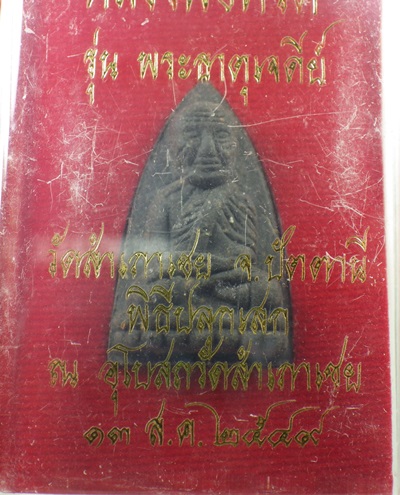 รุ่น พระธาตุเจดีย์
วัดสำเภาเชย จ.ปัตตานี
พิธีปลุกเสก
ณ อุโบสถวัดสำเภาเชย
๑๓ ส.ค. ๒๕๔๙